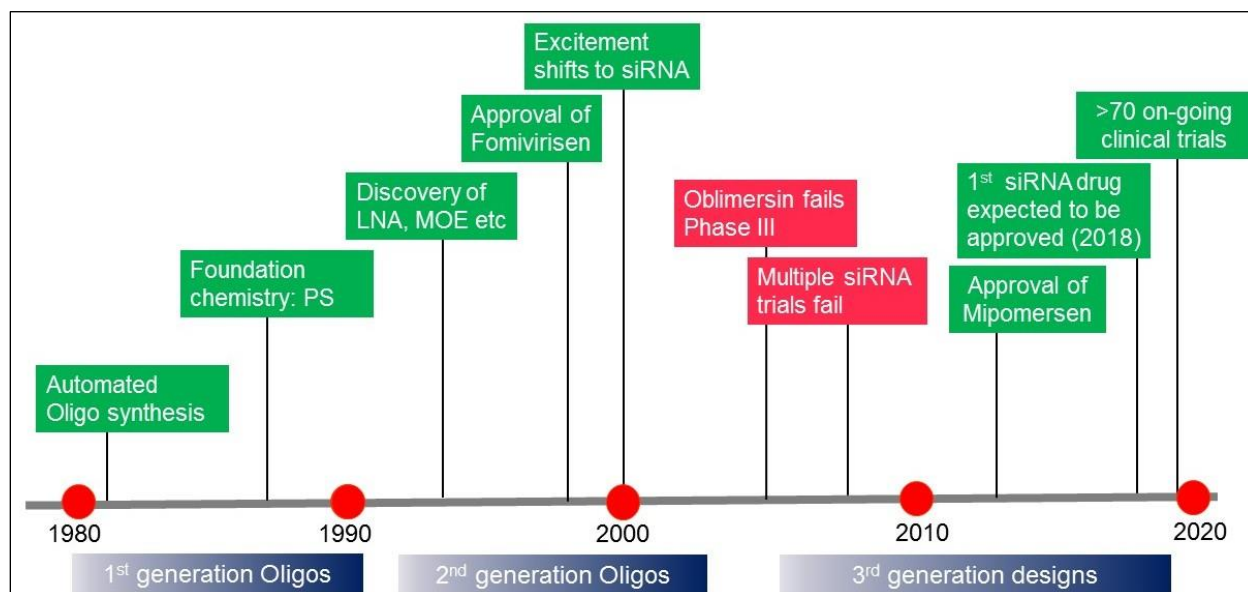 Excitement
shifts to siRNA
Approval of
Fomivirisen
>70 on-going
clinical trials
Discovery of
LNA, MOE etc
Oblimersin fails
Phase III
1st siRNA drug
expected to be
approved (2018)
Foundation
chemistry: PS
Multiple siRNA
trials fail
Approval of
Mipomersen
Automated
Oligo synthesis
1980
1990
2000
2010
2020
1st generation Oligos
2nd generation Oligos
3rd generation designs